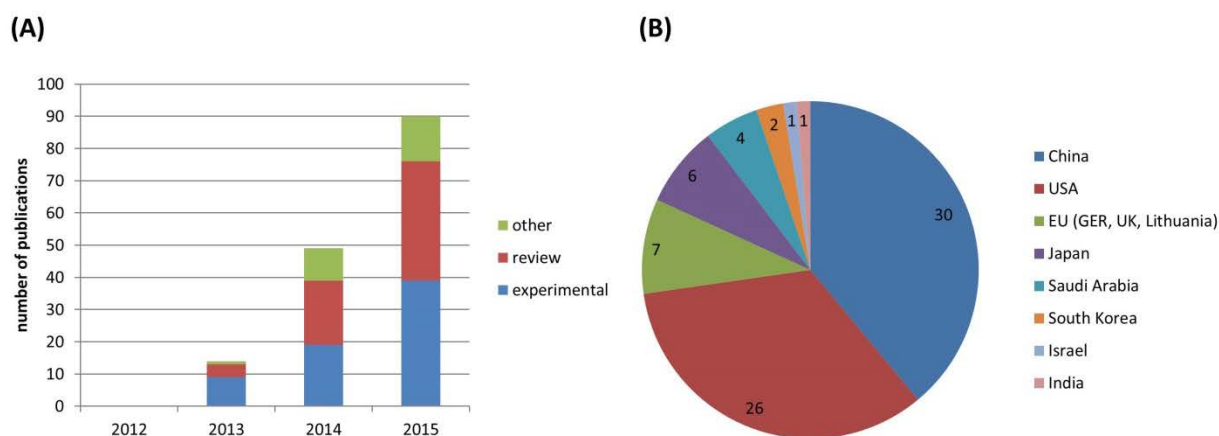 (A)
number of publications
100
90
80
70
60
50
40
30
20
10
0
2012 2013 2014 2015
other
review
experimental
(B)
30
26
7
6
4
2
1
1
China
USA
EU (GER, UK, Lithuania)
Japan
Saudi Arabia
South Korea
Israel
India